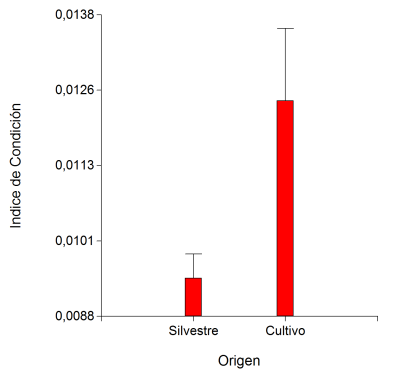 0,0138
0,0126
0,0113
0,0101
0,0088
Indice de Condición
Silvestre Cultivo
Origen